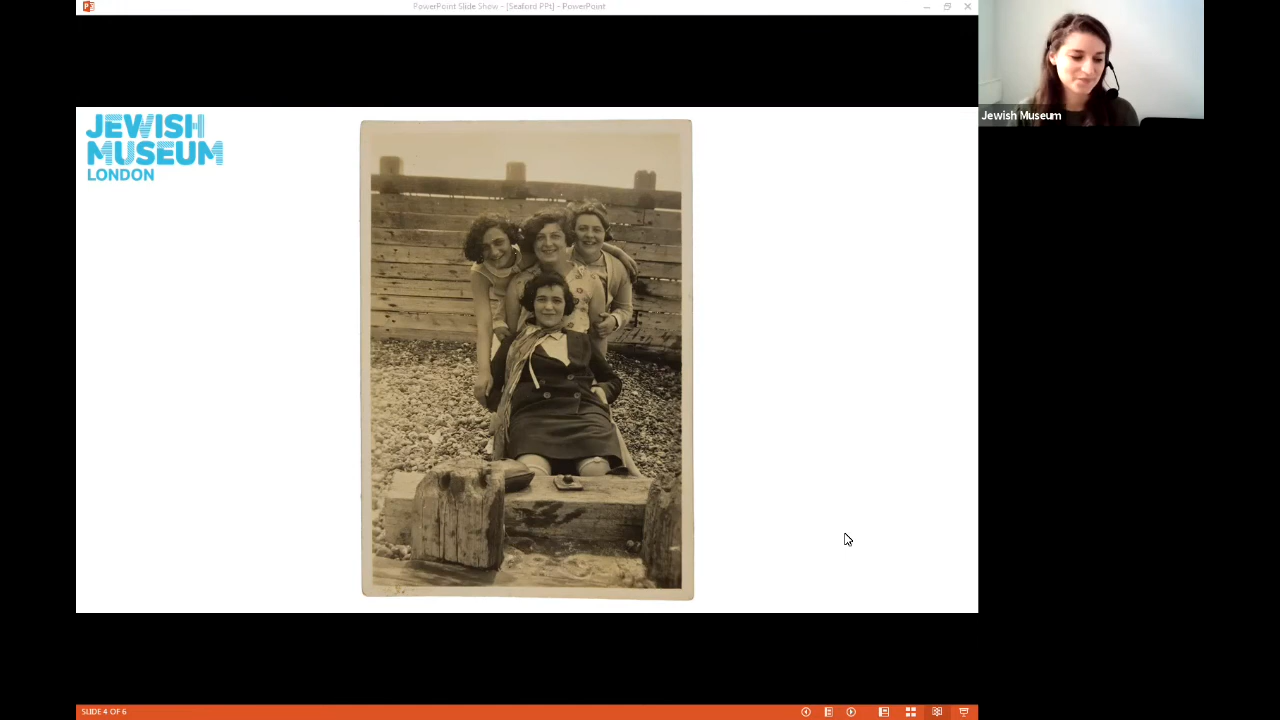 PowerPoint Slide Show - [Seaford PPt] - PowerPoint
JEWISH
MUSEUM
LONDON
Jewish Museum
SLIDE 4 OF 6